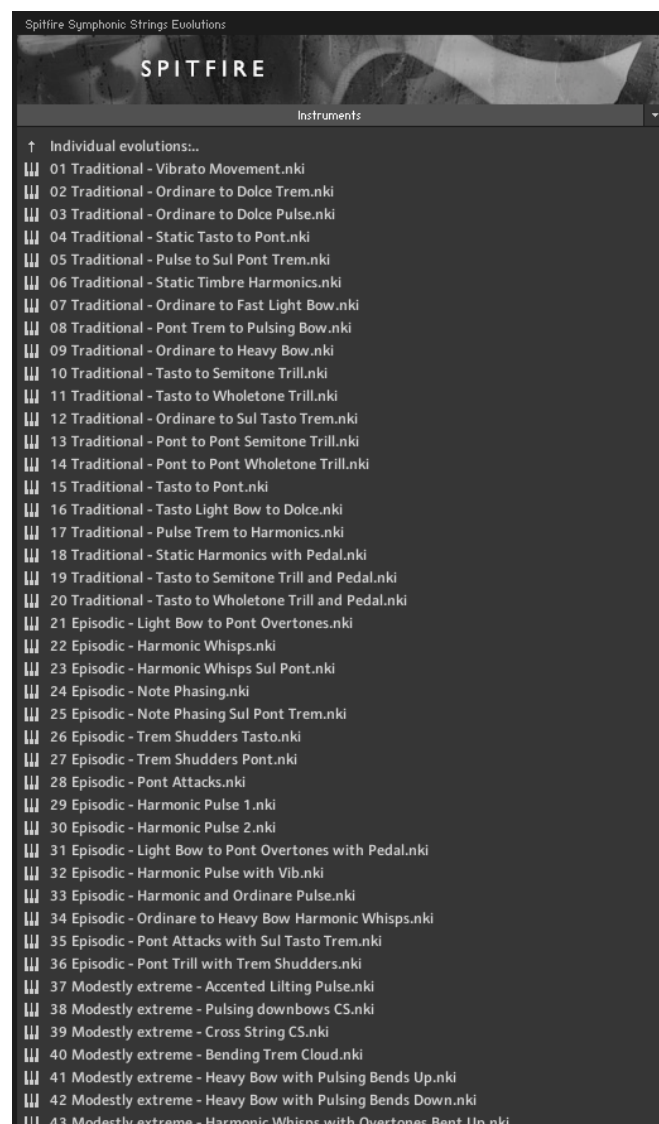 Spitfire Symphonic Strings Evolutions
SPITFIRE
Instruments
Individual evolutions:..
01 Traditional - Vibrato Movement.nki
02 Traditional - Ordinare to Dolce Trem.nki
03 Traditional - Ordinare to Dolce Pulse.nki
04 Traditional - Static Tasto to Pont.nki
05 Traditional - Pulse to Sul Pont Trem.nki
06 Traditional - Static Timbre Harmonics.nki
07 Traditional - Ordinare to Fast Light Bow.nki
08 Traditional - Pont Trem to Pulsing Bow.nki
09 Traditional - Ordinare to Heavy Bow.nki
10 Traditional - Tasto to Semitone Trill.nki
11 Traditional - Tasto to Wholetone Trill.nki
12 Traditional - Ordinare to Sul Tasto Trem.nki
13 Traditional - Pont to Pont Semitone Trill.nki
14 Traditional - Pont to Pont Wholetone Trill.nki
15 Traditional - Tasto to Pont.nki
16 Traditional - Tasto Light Bow to Dolce.nki
17 Traditional - Pulse Trem to Harmonics.nki
18 Traditional - Static Harmonics with Pedal.nki
19 Traditional - Tasto to Semitone Trill and Pedal.nki
20 Traditional - Tasto to Wholetone Trill and Pedal.nki
21 Episodic - Light Bow to Pont Overtones.nki
22 Episodic - Harmonic Whisps.nki
23 Episodic - Harmonic Whisps Sul Pont.nki
24 Episodic - Note Phasing.nki
25 Episodic - Note Phasing Sul Pont Trem.nki
26 Episodic - Trem Shudders Tasto.nki
27 Episodic - Trem Shudders Pont.nki
28 Episodic - Pont Attacks.nki
29 Episodic - Harmonic Pulse 1.nki
30 Episodic - Harmonic Pulse 2.nki
31 Episodic - Light Bow to Pont Overtones with Pedal.nki
32 Episodic - Harmonic Pulse with Vib.nki
33 Episodic - Harmonic and Ordinare Pulse.nki
34 Episodic - Ordinare to Heavy Bow Harmonic Whisps.nki
35 Episodic - Pont Attacks with Sul Tasto Trem.nki
36 Episodic - Pont Trill with Trem Shudders.nki
37 Modestly extreme - Accented Lilting Pulse.nki
38 Modestly extreme - Pulsing downbows CS.nki
39 Modestly extreme - Cross String CS.nki
40 Modestly extreme - Bending Trem Cloud.nki
41 Modestly extreme - Heavy Bow with Pulsing Bends Up.nki
42 Modestly extreme - Heavy Bow with Pulsing Bends Down.nki
43 Modestly extreme - Harmonic Whisps with Overtones Bent Up.nki